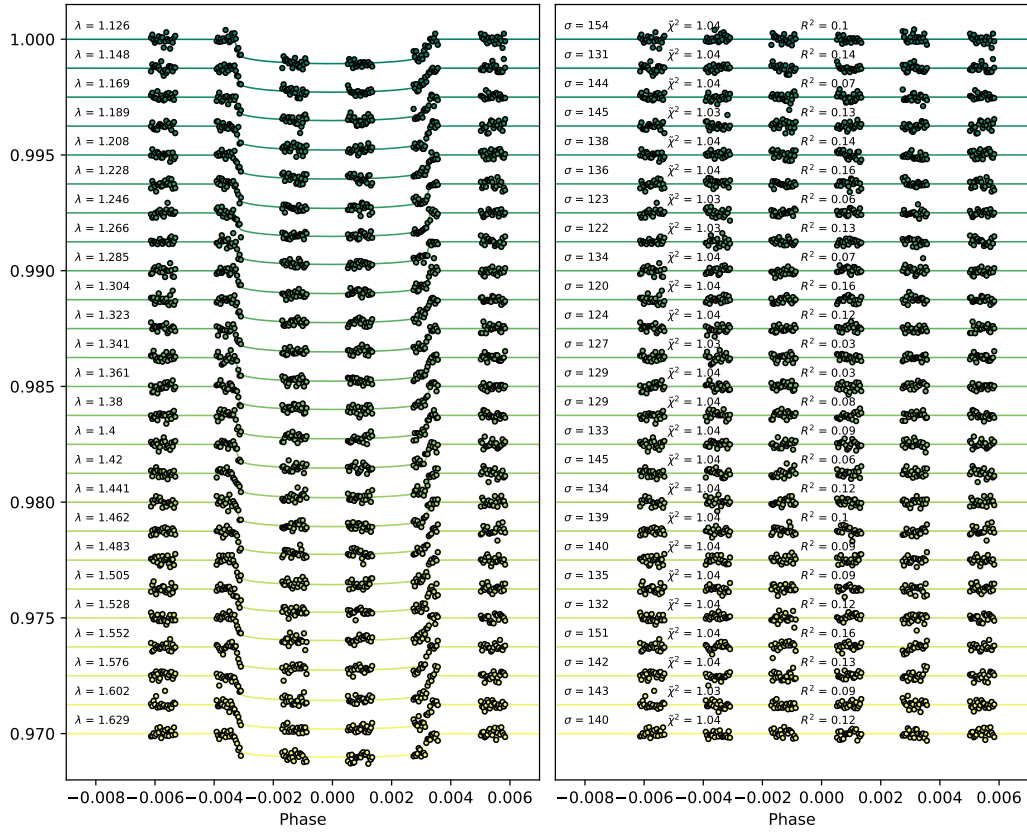 λ = 1.126 σ = 154 χ̃² = 1.04 R² = 0.1
1.000
λ = 1.148 σ = 131 χ̃² = 1.04 R² = 0.14
λ = 1.169 σ = 144 χ̃² = 1.04 R² = 0.07
λ = 1.189 σ = 145 χ̃² = 1.03 R² = 0.13
λ = 1.208 σ = 138 χ̃² = 1.04 R² = 0.14
0.995
λ = 1.228 σ = 136 χ̃² = 1.04 R² = 0.16
λ = 1.246 σ = 123 χ̃² = 1.03 R² = 0.06
λ = 1.266 σ = 122 χ̃² = 1.03 R² = 0.13
λ = 1.285 σ = 134 χ̃² = 1.04 R² = 0.07
0.990
λ = 1.304 σ = 120 χ̃² = 1.04 R² = 0.16
λ = 1.323 σ = 124 χ̃² = 1.04 R² = 0.12
λ = 1.341 σ = 127 χ̃² = 1.03 R² = 0.03
λ = 1.361 σ = 129 χ̃² = 1.04 R² = 0.03
0.985
λ = 1.38 σ = 129 χ̃² = 1.04 R² = 0.08
λ = 1.4 σ = 133 χ̃² = 1.04 R² = 0.09
λ = 1.42 σ = 145 χ̃² = 1.04 R² = 0.06
λ = 1.441 σ = 134 χ̃² = 1.04 R² = 0.12
0.980
λ = 1.462 σ = 139 χ̃² = 1.04 R² = 0.1
λ = 1.483 σ = 140 χ̃² = 1.04 R² = 0.09
λ = 1.505 σ = 135 χ̃² = 1.04 R² = 0.09
λ = 1.528 σ = 132 χ̃² = 1.04 R² = 0.12
0.975
λ = 1.552 σ = 151 χ̃² = 1.04 R² = 0.16
λ = 1.576 σ = 142 χ̃² = 1.04 R² = 0.13
λ = 1.602 σ = 143 χ̃² = 1.03 R² = 0.09
λ = 1.629 σ = 140 χ̃² = 1.04 R² = 0.12
0.970
−0.008 −0.006 −0.004 −0.002 0.000 0.002 0.004 0.006 −0.008 −0.006 −0.004 −0.002 0.000 0.002 0.004 0.006
Phase Phase